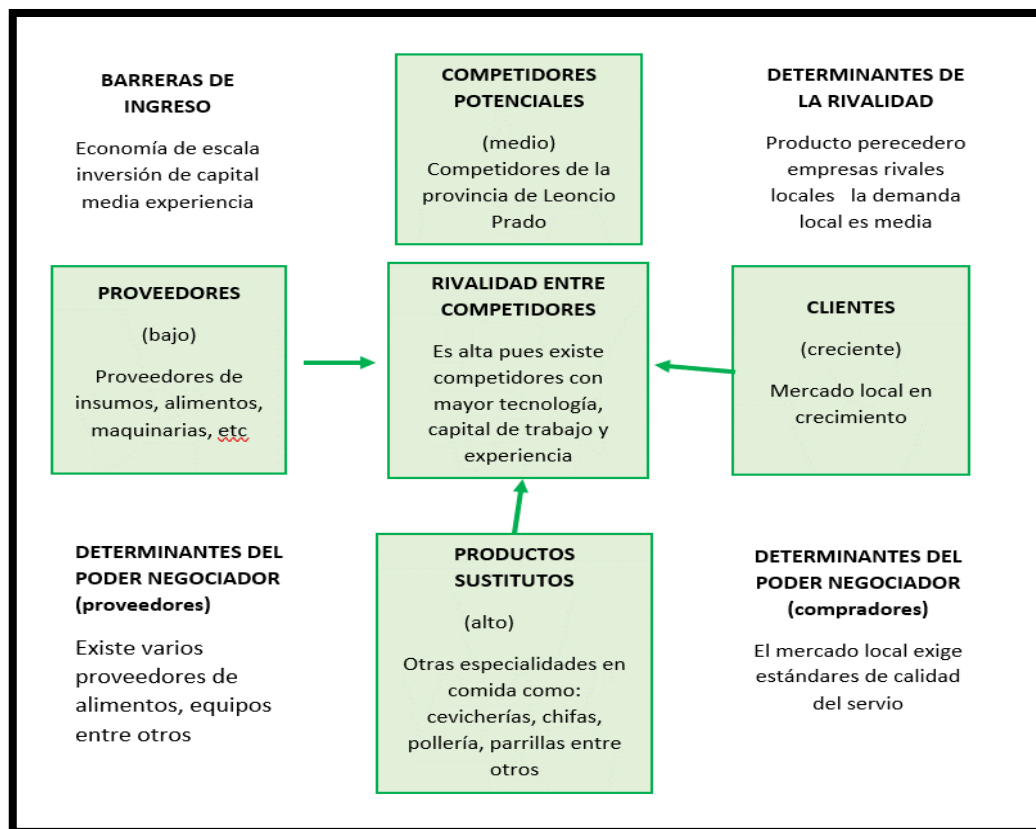 BARRERAS DE
INGRESO
Economía de escala
inversión de capital
media experiencia
COMPETIDORES
POTENCIALES
(medio)
Competidores de la
provincia de Leoncio
Prado
DETERMINANTES DE
LA RIVALIDAD
Producto perecedero
empresas rivales
locales la demanda
local es media
PROVEEDORES
(bajo)
Proveedores de
insumos, alimentos,
maquinarias, etc
RIVALIDAD ENTRE
COMPETIDORES
Es alta pues existe
competidores con
mayor tecnología,
capital de trabajo y
experiencia
CLIENTES
(creciente)
Mercado local en
crecimiento
DETERMINANTES DEL
PODER NEGOCIADOR
(proveedores)
Existe varios
proveedores de
alimentos, equipos
entre otros
PRODUCTOS
SUSTITUTOS
(alto)
Otras especialidades en
comida como:
cevicherías, chifas,
pollería, parrillas entre
otros
DETERMINANTES DEL
PODER NEGOCIADOR
(compradores)
El mercado local exige
estándares de calidad
del servio